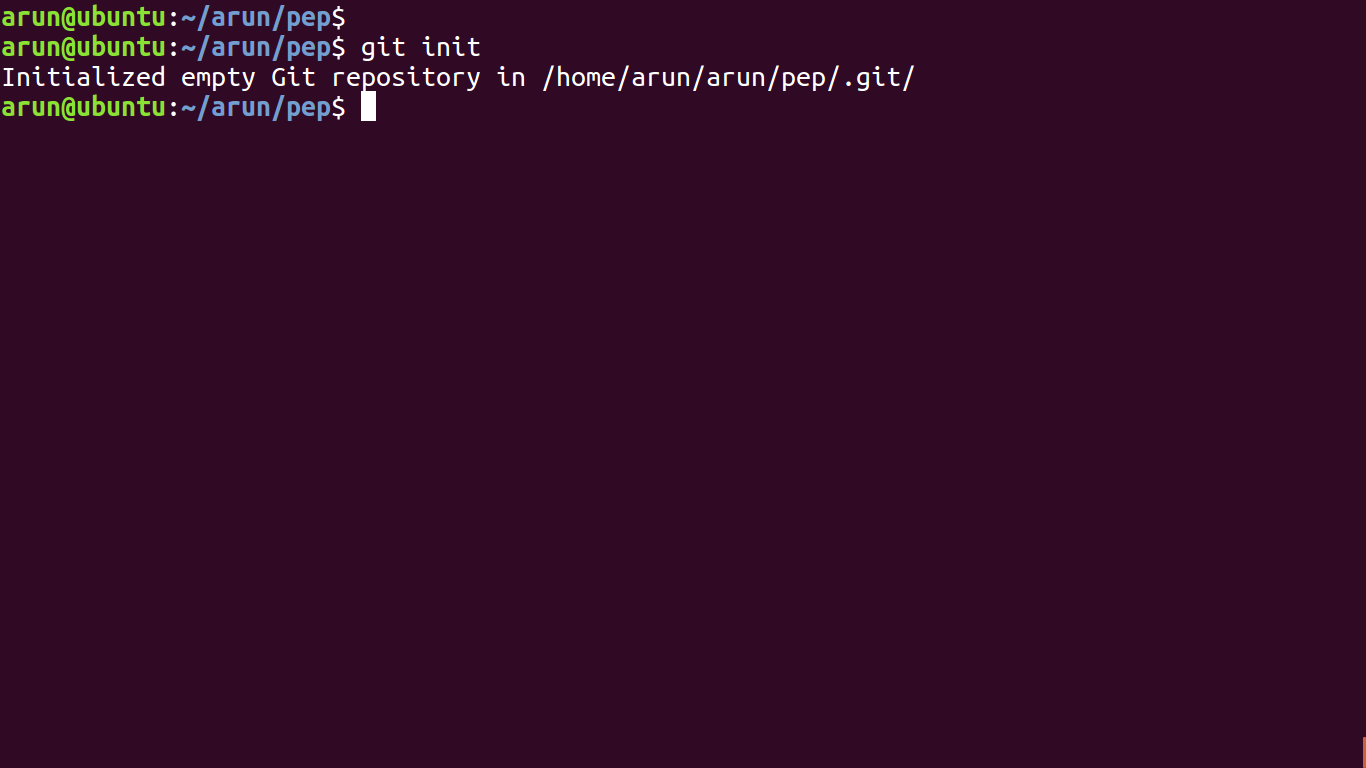 arun@ubuntu:~/arun/pep$
arun@ubuntu:~/arun/pep$ git init
Initialized empty Git repository in /home/arun/arun/pep/.git/
arun@ubuntu:~/arun/pep$